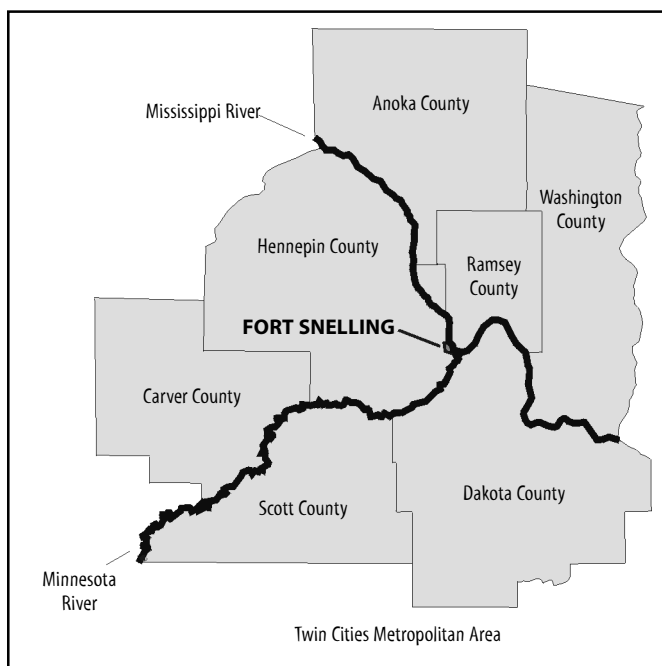 Anoka County
Mississippi River
Washington
County
Hennepin County
Ramsey
County
FORT SNELLING
Carver County
Scott County
Dakota County
Minnesota
River
Twin Cities Metropolitan Area